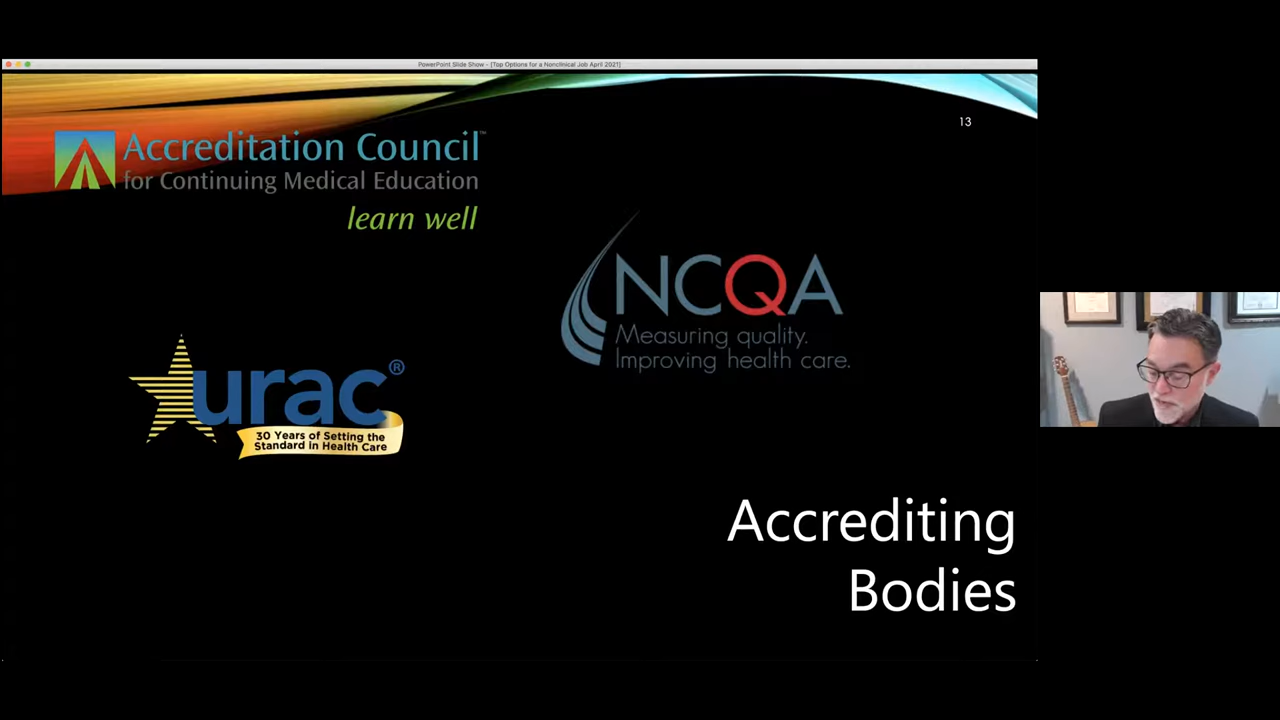 PowerPoint Slide Show - [Top Options for a Nonclinical Job April 2021]
13
Accreditation Council™
for Continuing Medical Education
learn well
NCQA
Measuring quality.
Improving health care.
urac®
30 Years of Setting the
Standard in Health Care
Accrediting
Bodies